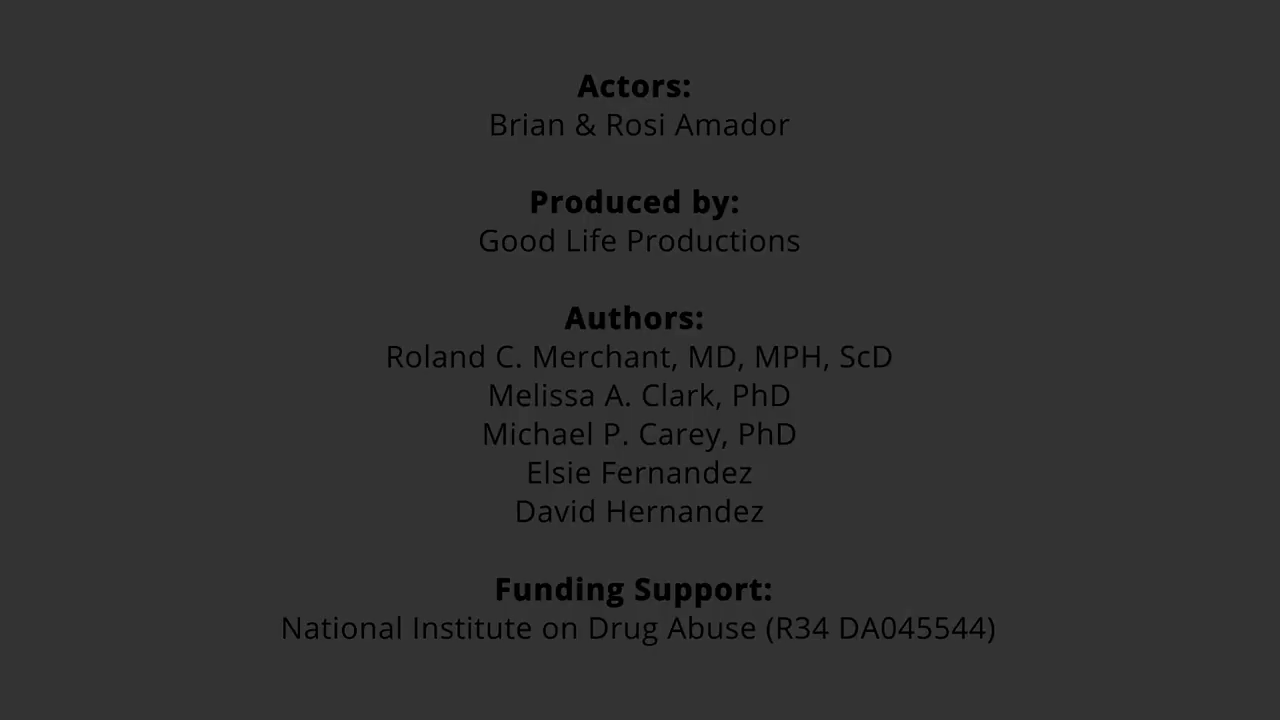 Actors:
Brian & Rosi Amador
Produced by:
Good Life Productions
Authors:
Roland C. Merchant, MD, MPH, ScD
Melissa A. Clark, PhD
Michael P. Carey, PhD
Elsie Fernandez
David Hernandez
Funding Support:
National Institute on Drug Abuse (R34 DA045544)